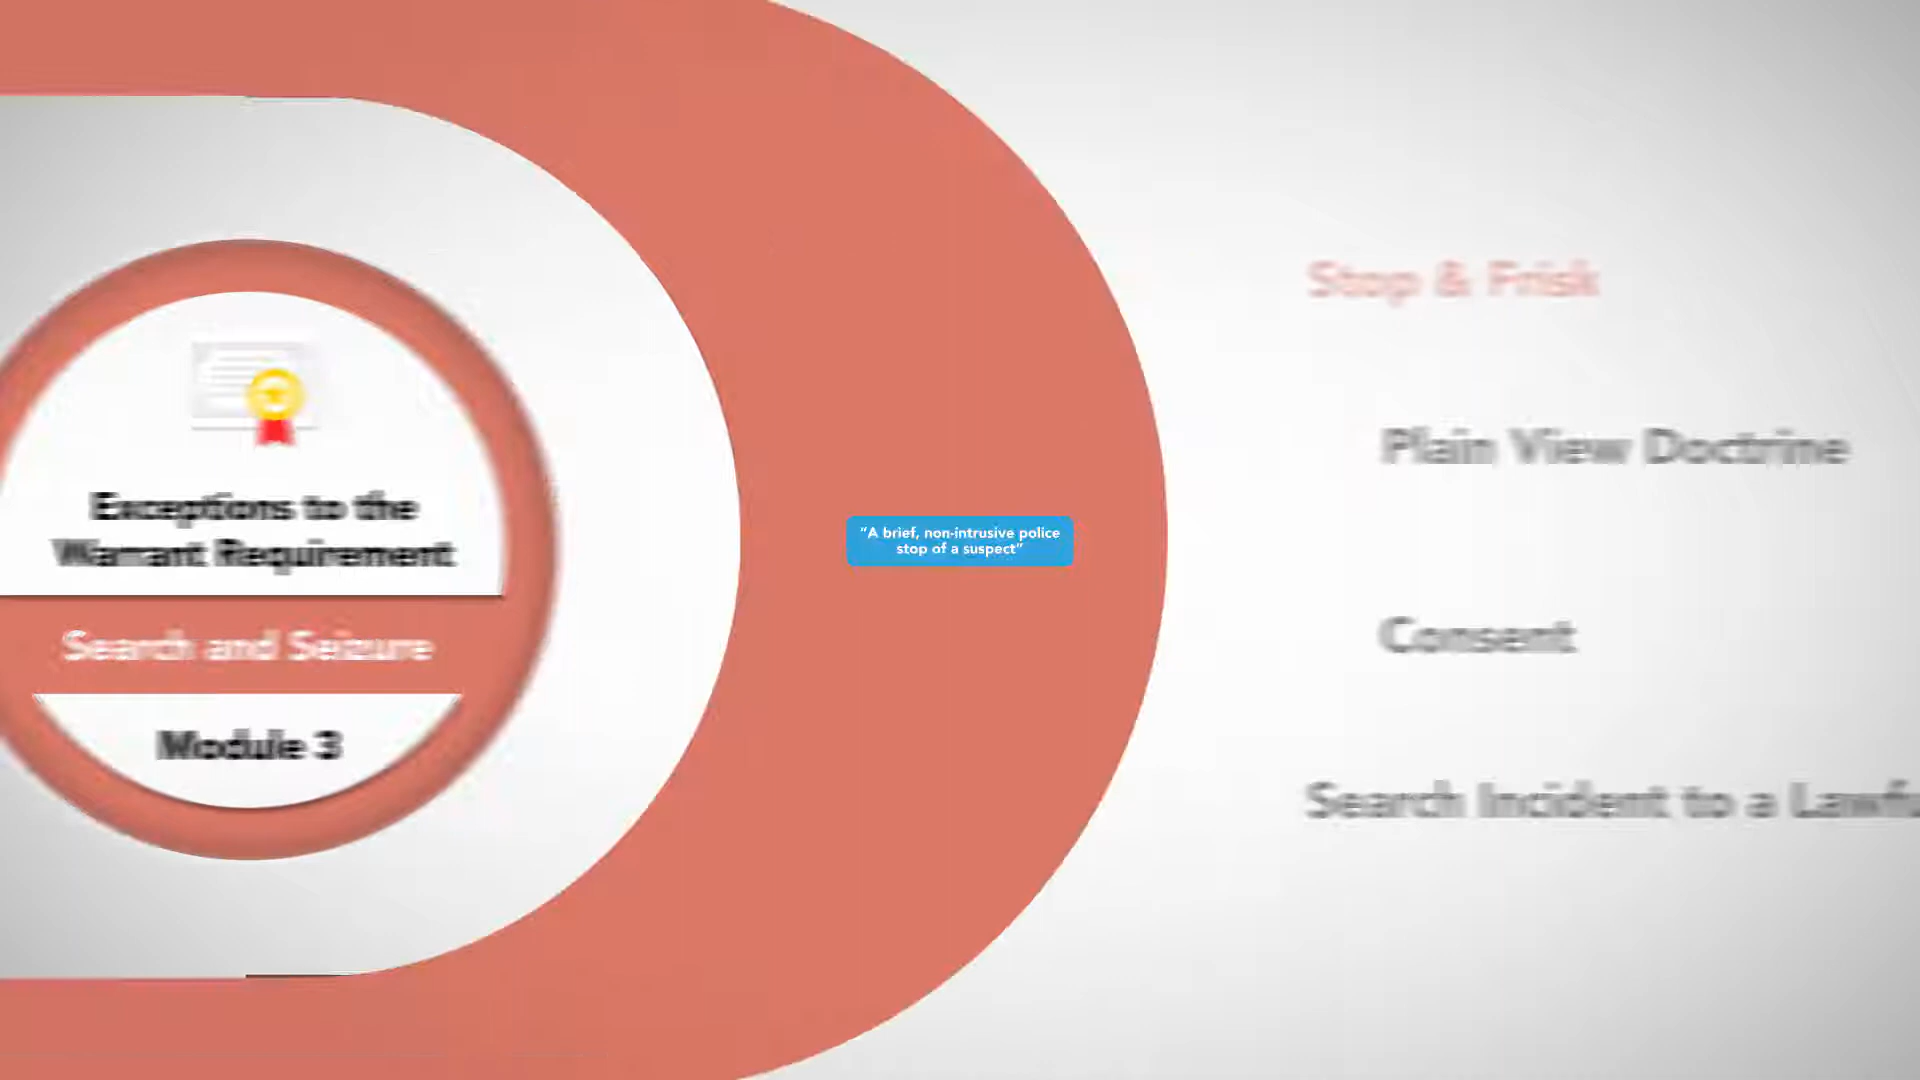 Exceptions to the
Warrant Requirement
Search and Seizure
Module 3
“A brief, non-intrusive police
stop of a suspect”
Stop & Frisk
Plain View Doctrine
Consent
Search Incident to a